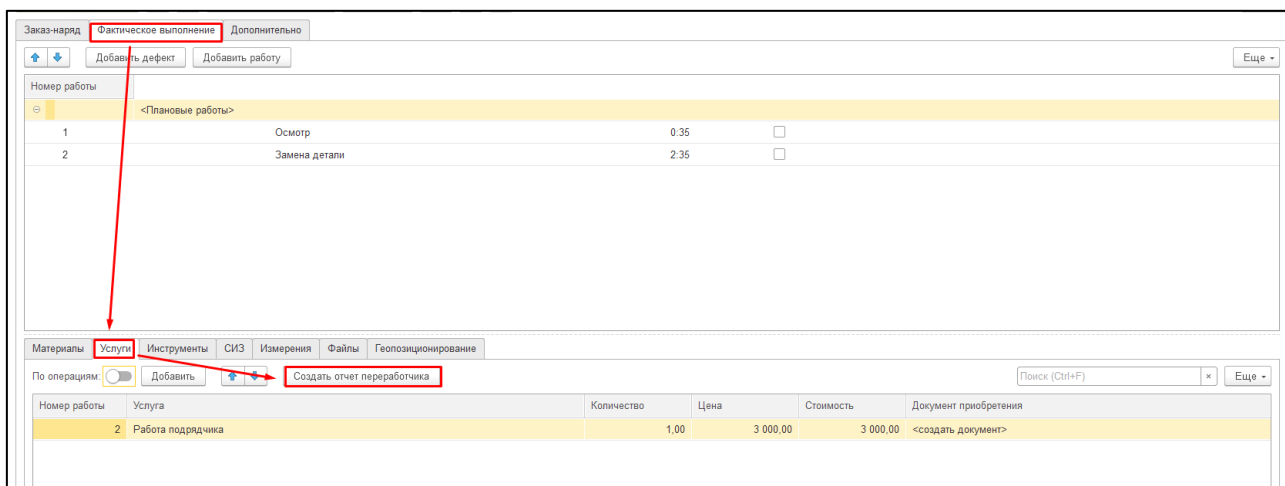 Заказ-наряд Фактическое выполнение Дополнительно
Добавить дефект Добавить работу Еще
Номер работы
<Плановые работы>
1 Осмотр 0:35
2 Замена детали 2:35
Материалы Услуги Инструменты СИЗ Измерения Файлы Геопозиционирование
По операциям: Добавить Создать отчет переработчика Поиск (Ctrl+F) × Еще
Номер работы Услуга Количество Цена Стоимость Документ приобретения
2 Работа подрядчика 1,00 3 000,00 3 000,00 <создать документ>